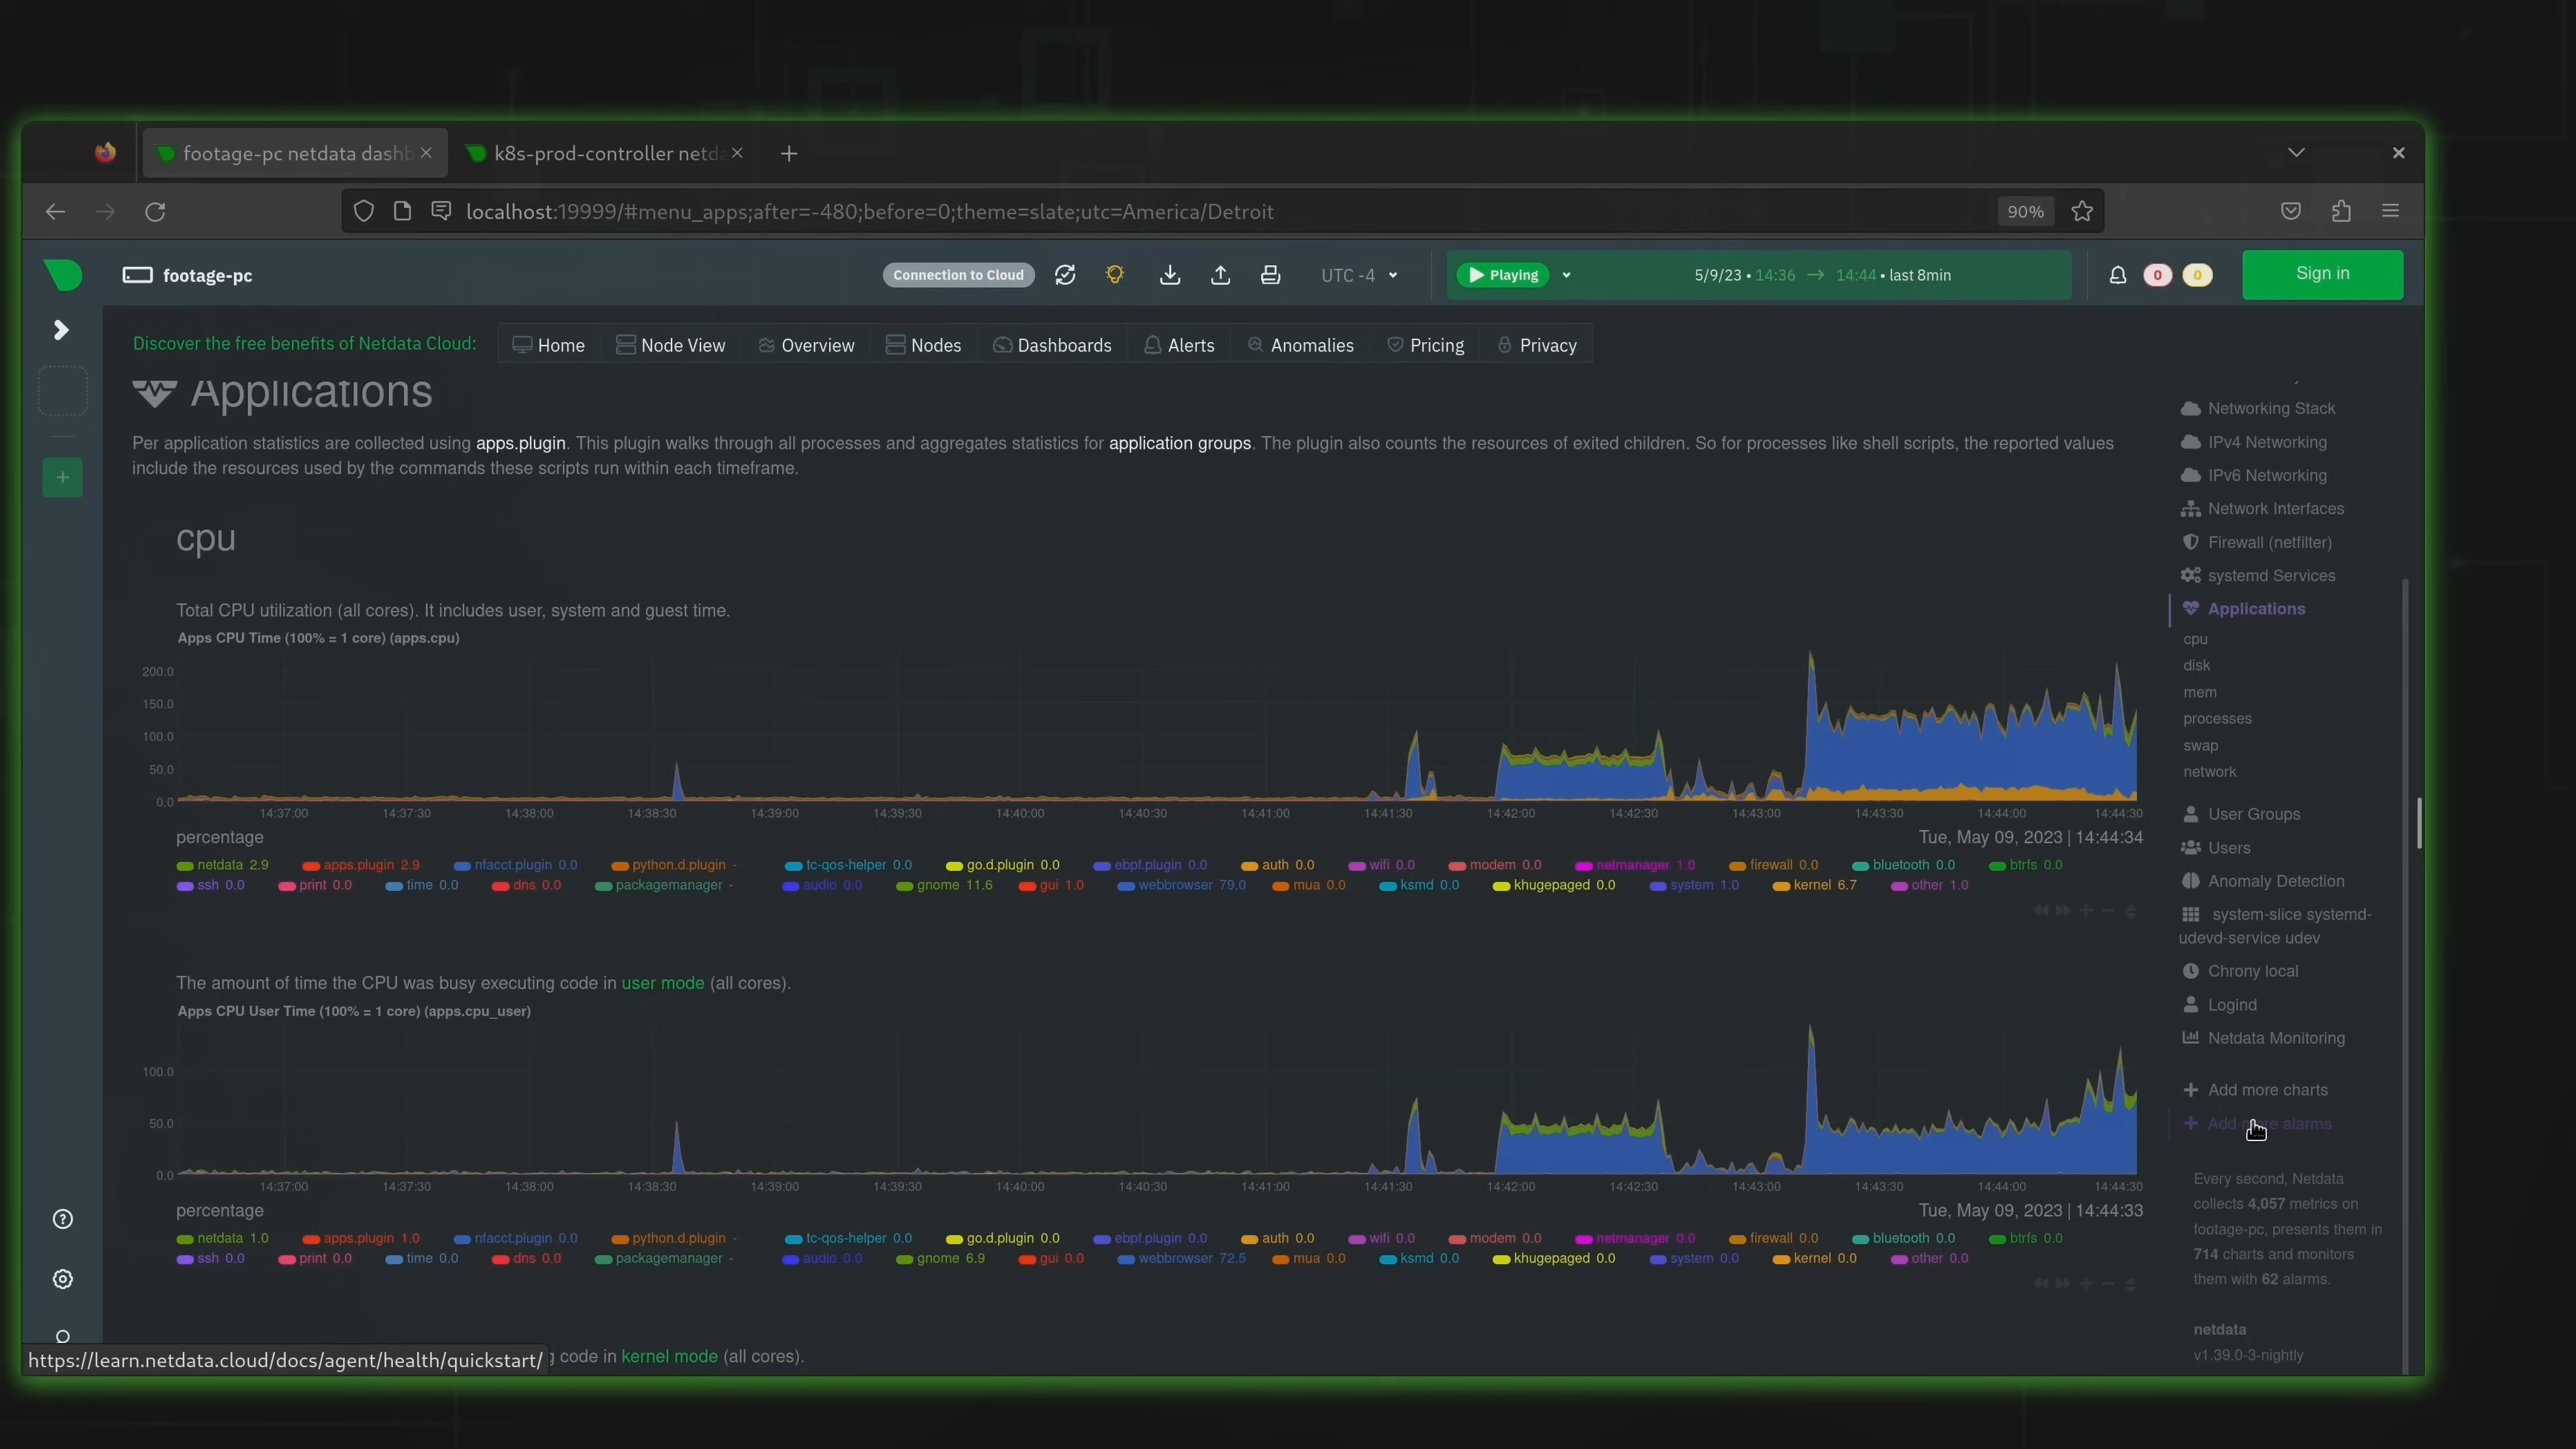 footage-pc netdata dashb
k8s-prod-controller netda
localhost:19999/#menu_apps;after=-480;before=0;theme=slate;utc=America/Detroit
90%
footage-pc
Connection to Cloud
UTC -4
Playing
5/9/23 • 14:36 → 14:44 • last 8min
0
0
Sign in
Discover the free benefits of Netdata Cloud:
Home
Node View
Overview
Nodes
Dashboards
Alerts
Anomalies
Pricing
Privacy
Applications
Per application statistics are collected using apps.plugin. This plugin walks through all processes and aggregates statistics for application groups. The plugin also counts the resources of exited children. So for processes like shell scripts, the reported values
include the resources used by the commands these scripts run within each timeframe.
cpu
Total CPU utilization (all cores). It includes user, system and guest time.
Apps CPU Time (100% = 1 core) (apps.cpu)
200.0
150.0
100.0
50.0
0.0
14:37:00 14:37:30 14:38:00 14:38:30 14:39:00 14:39:30 14:40:00 14:40:30 14:41:00 14:41:30 14:42:00 14:42:30 14:43:00 14:43:30 14:44:00 14:44:30
percentage
Tue, May 09, 2023 | 14:44:34
netdata 2.9 apps.plugin 2.9 nfacct.plugin 0.0 python.d.plugin - tc-qos-helper 0.0 go.d.plugin 0.0 ebpf.plugin 0.0 auth 0.0 wifi 0.0 modem 0.0 netmanager 1.0 firewall 0.0 bluetooth 0.0 btrfs 0.0
ssh 0.0 print 0.0 time 0.0 dns 0.0 packagemanager - audio 0.0 gnome 11.6 gui 1.0 webbrowser 79.0 mua 0.0 ksmd 0.0 khugepaged 0.0 system 1.0 kernel 6.7 other 1.0
The amount of time the CPU was busy executing code in user mode (all cores).
Apps CPU User Time (100% = 1 core) (apps.cpu_user)
100.0
50.0
0.0
14:37:00 14:37:30 14:38:00 14:38:30 14:39:00 14:39:30 14:40:00 14:40:30 14:41:00 14:41:30 14:42:00 14:42:30 14:43:00 14:43:30 14:44:00 14:44:30
percentage
Tue, May 09, 2023 | 14:44:33
netdata 1.0 apps.plugin 1.0 nfacct.plugin 0.0 python.d.plugin - tc-qos-helper 0.0 go.d.plugin 0.0 ebpf.plugin 0.0 auth 0.0 wifi 0.0 modem 0.0 netmanager 0.0 firewall 0.0 bluetooth 0.0 btrfs 0.0
ssh 0.0 print 0.0 time 0.0 dns 0.0 packagemanager - audio 0.0 gnome 6.9 gui 0.0 webbrowser 72.5 mua 0.0 ksmd 0.0 khugepaged 0.0 system 0.0 kernel 0.0 other 0.0
code in kernel mode (all cores).
https://learn.netdata.cloud/docs/agent/health/quickstart/
Networking Stack
IPv4 Networking
IPv6 Networking
Network Interfaces
Firewall (netfilter)
systemd Services
Applications
cpu
disk
mem
processes
swap
network
User Groups
Users
Anomaly Detection
system-slice systemd-
udevd-service udev
Chrony local
Logind
Netdata Monitoring
Add more charts
Add more alarms
Every second, Netdata
collects 4,057 metrics on
footage-pc, presents them in
714 charts and monitors
them with 62 alarms.
netdata
v1.39.0-3-nightly